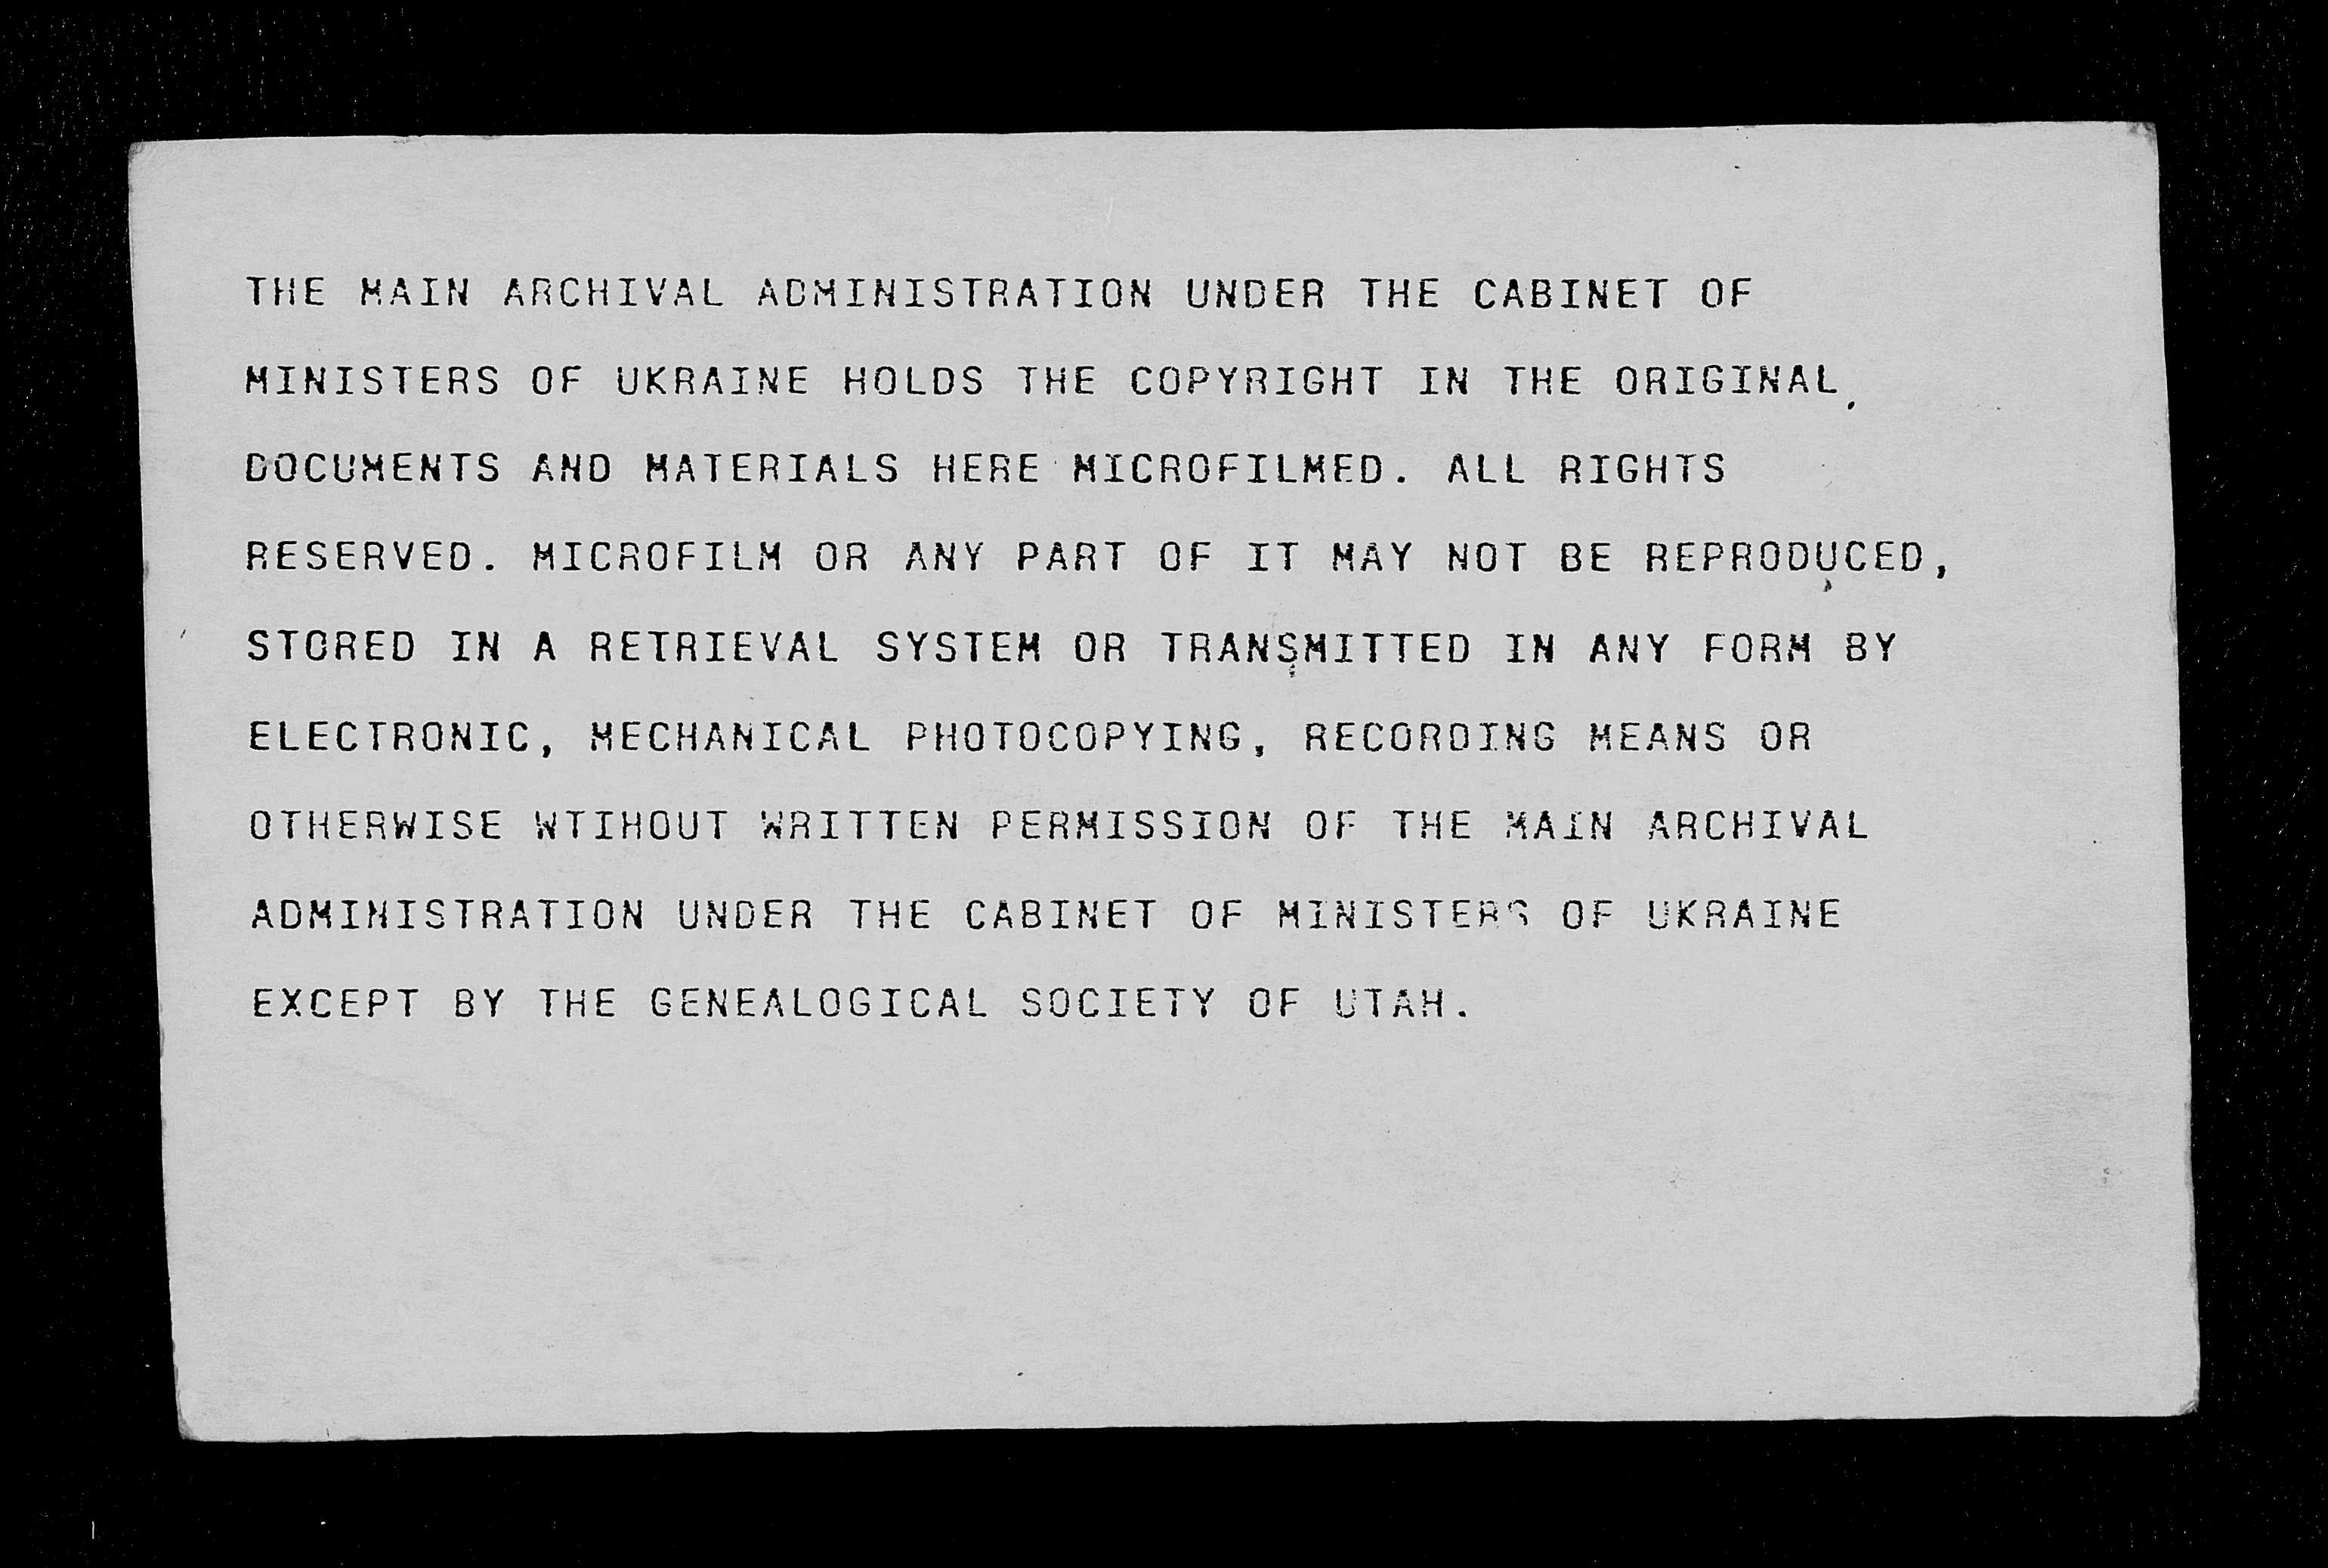 THE MAIN ARCHIVAL ADMINISTRATION UNDER THE CABINET OF
MINISTERS OF UKRAINE HOLDS THE COPYRIGHT IN THE ORIGINAL
DOCUMENTS AND MATERIALS HERE MICROFILMED. ALL RIGHTS
RESERVED. MICROFILM OR ANY PART OF IT MAY NOT BE REPRODUCED,
STORED IN A RETRIEVAL SYSTEM OR TRANSMITTED IN ANY FORM BY
ELECTRONIC, MECHANICAL PHOTOCOPYING, RECORDING MEANS OR
OTHERWISE WTIHOUT WRITTEN PERMISSION OF THE MAIN ARCHIVAL
ADMINISTRATION UNDER THE CABINET OF MINISTERS OF UKRAINE
EXCEPT BY THE GENEALOGICAL SOCIETY OF UTAH.